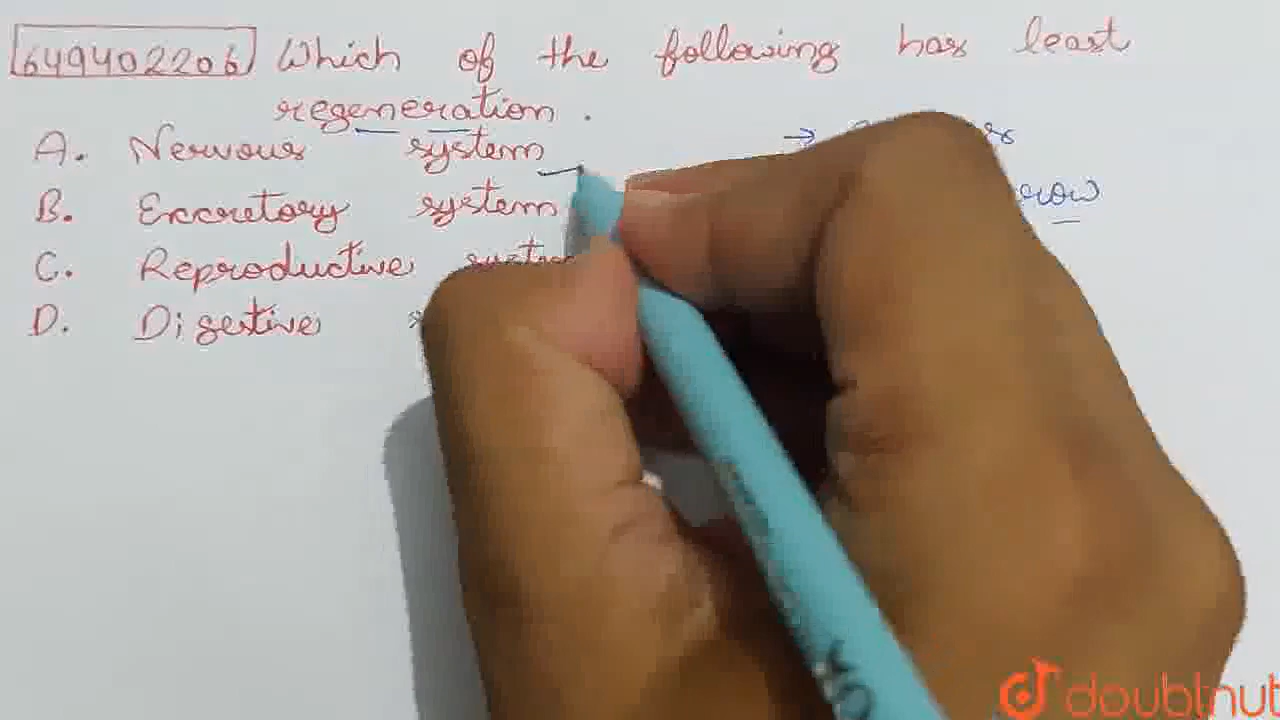 649402206 Which of the following has least
regeneration.
A. Nervous system
B. Excretory system
C. Reproductive
D. Digestive
doubtnut